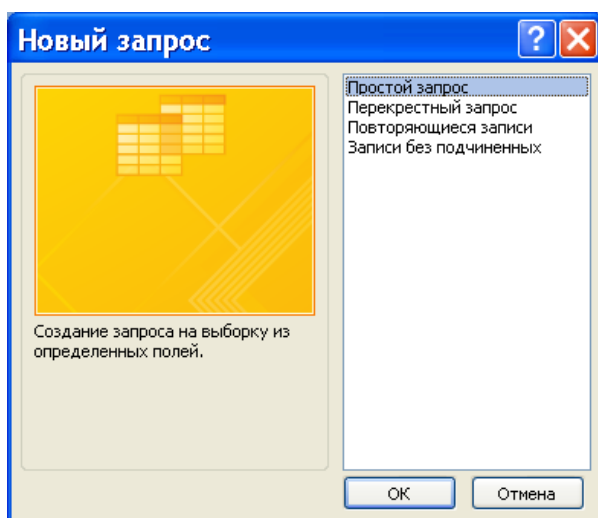 Новый запрос
Простой запрос
Перекрестный запрос
Повторяющиеся записи
Записи без подчиненных
Создание запроса на выборку из
определенных полей.
ОК
Отмена